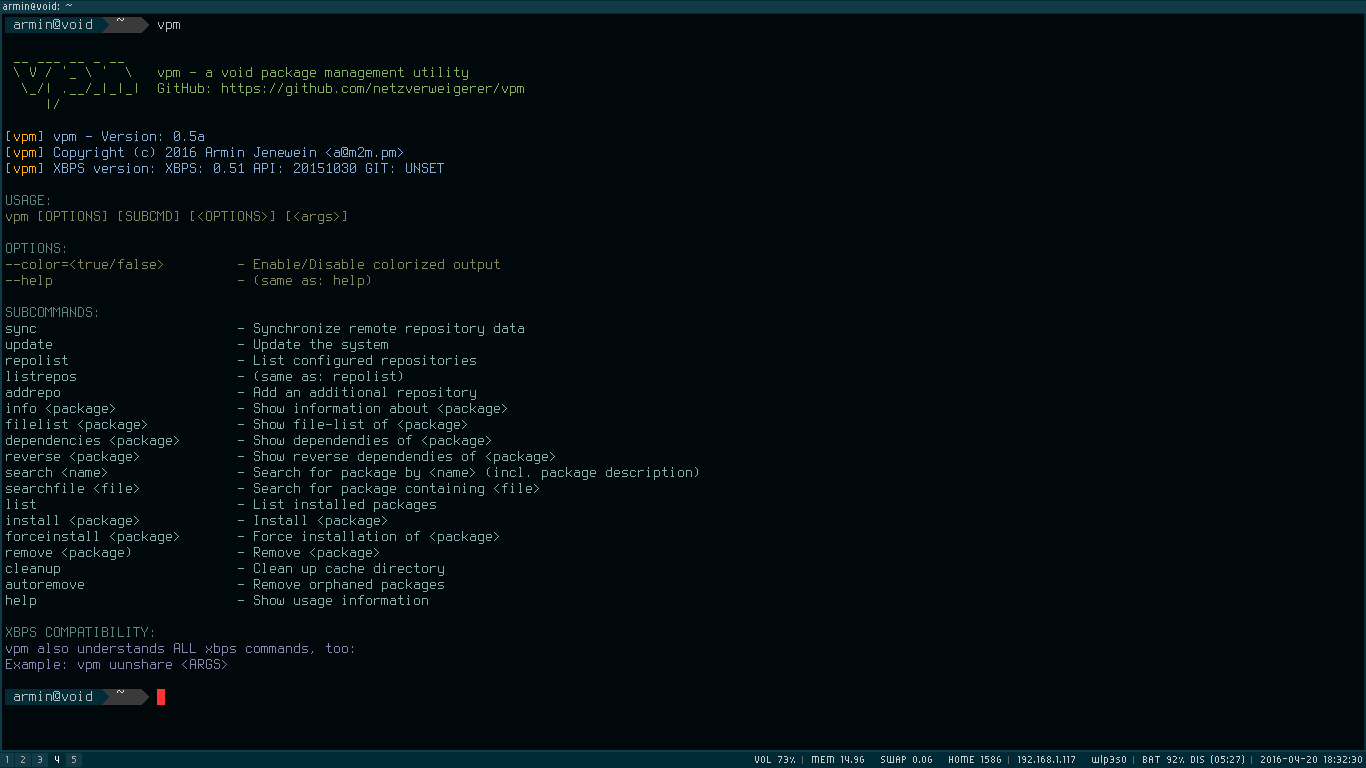 armin@void: ~
armin@void ~ vpm
__ ___ __ _ __
\ V / '_ \ '  \   vpm - a void package management utility
\_/| .__/_|_|_|  GitHub: https://github.com/netzverweigerer/vpm
|/
[vpm] vpm - Version: 0.5a
[vpm] Copyright (c) 2016 Armin Jenewein <a@m2m.pm>
[vpm] XBPS version: XBPS: 0.51 API: 20151030 GIT: UNSET
USAGE:
vpm [OPTIONS] [SUBCMD] [<OPTIONS>] [<args>]
OPTIONS:
--color=<true/false> - Enable/Disable colorized output
--help - (same as: help)
SUBCOMMANDS:
sync - Synchronize remote repository data
update - Update the system
repolist - List configured repositories
listrepos - (same as: repolist)
addrepo - Add an additional repository
info <package> - Show information about <package>
filelist <package> - Show file-list of <package>
dependencies <package> - Show dependendies of <package>
reverse <package> - Show reverse dependendies of <package>
search <name> - Search for package by <name> (incl. package description)
searchfile <file> - Search for package containing <file>
list - List installed packages
install <package> - Install <package>
forceinstall <package> - Force installation of <package>
remove <package) - Remove <package>
cleanup - Clean up cache directory
autoremove - Remove orphaned packages
help - Show usage information
XBPS COMPATIBILITY:
vpm also understands ALL xbps commands, too:
Example: vpm uunshare <ARGS>
armin@void ~
1 2 3 4 5 VOL 73% | MEM 14.96 SWAP 0.06 HOME 158G | 192.168.1.117 wlp3s0 | BAT 92% DIS (05:27) | 2016-04-20 18:32:30